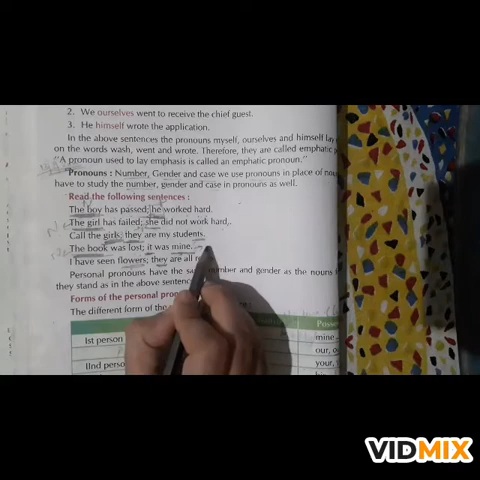 2. We ourselves went to receive the chief guest.
3. He himself wrote the application.
In the above sentences the pronouns myself, ourselves and himself lay
on the words wash, went and wrote. Therefore, they are called emphatic
"A pronoun used to lay emphasis is called an emphatic pronoun."
Pronouns : Number, Gender and case we use pronouns in place of
have to study the number, gender and case in pronouns as well.
Read the following sentences :
The boy has passed; he worked hard.
The girl has failed; she did not work hard,.
Call the girls; they are my students.
The book was lost; it was mine.
I have seen flowers; they are all
Personal pronouns have the number and gender as the nouns
they stand as in the above
Forms of the personal
The different form of the
Ist person
mine
our,
IInd
your,
VIDMIX